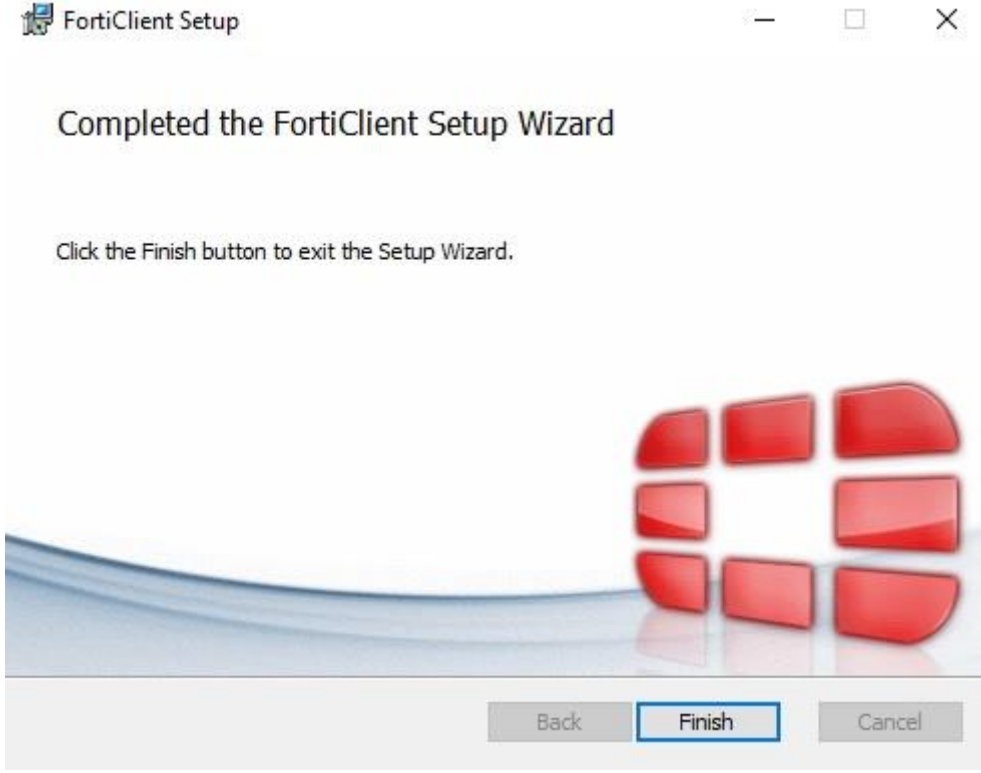 FortiClient Setup
Completed the FortiClient Setup Wizard
Click the Finish button to exit the Setup Wizard.
Back
Finish
Cancel